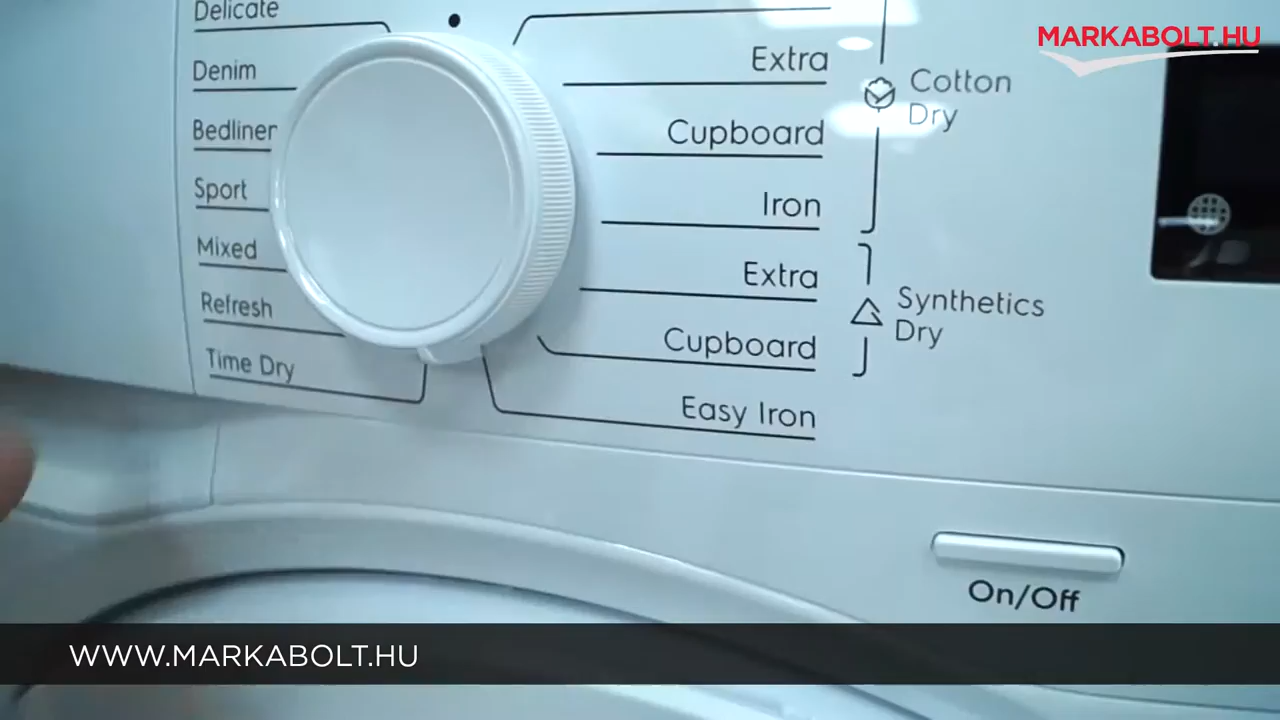 Delicate
Denim
Bedliner
Sport
Mixed
Refresh
Time Dry
Extra
Cupboard
Iron
Cotton
Dry
Extra
Cupboard
Easy Iron
Synthetics
Dry
On/Off
MARKABOLT.HU
WWW.MARKABOLT.HU